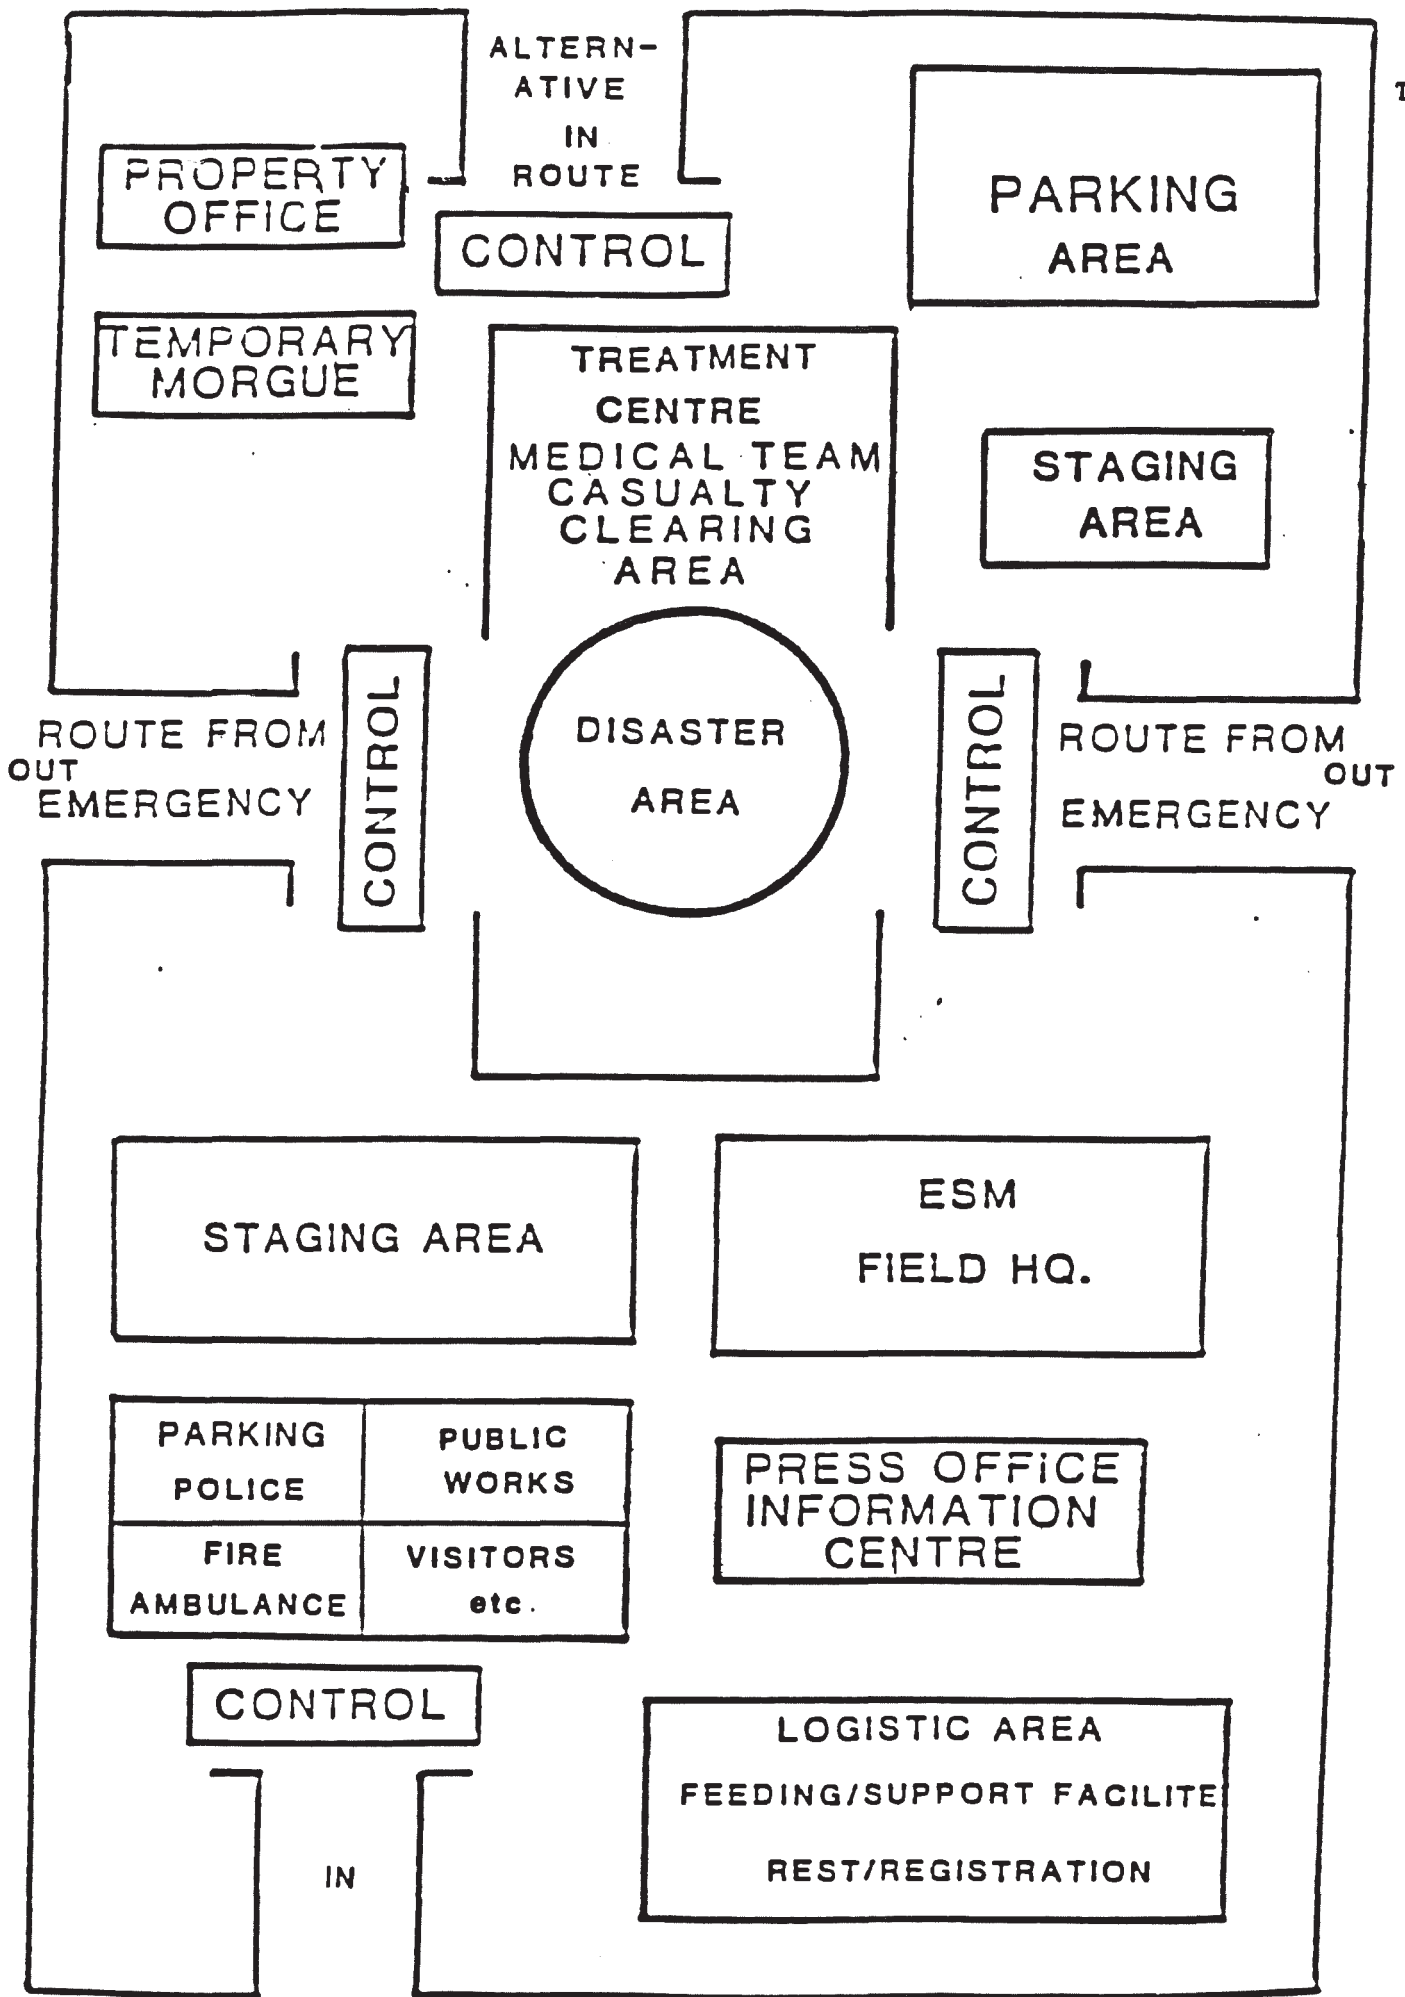 ALTERN-
ATIVE
IN
ROUTE
PROPERTY
OFFICE
CONTROL
PARKING
AREA
TEMPORARY
MORGUE
TREATMENT
CENTRE
MEDICAL TEAM
CASUALTY
CLEARING
AREA
STAGING
AREA
ROUTE FROM
OUT
EMERGENCY
CONTROL
DISASTER
AREA
CONTROL
ROUTE FROM
OUT
EMERGENCY
STAGING AREA
ESM
FIELD HQ.
PARKING
POLICE
PUBLIC
WORKS
FIRE
AMBULANCE
VISITORS
etc.
PRESS OFFiCE
INFORMATION
CENTRE
CONTROL
IN
LOGISTIC AREA
FEEDING/SUPPORT FACILITE
REST/REGISTRATION